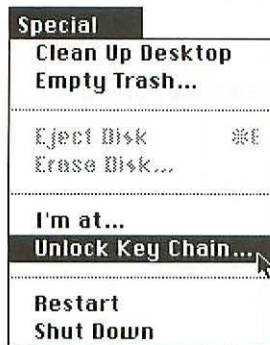 Special
Clean Up Desktop
Empty Trash...
Eject Disk ⌘E
Erase Disk...
I'm at...
Unlock Key Chain...
Restart
Shut Down